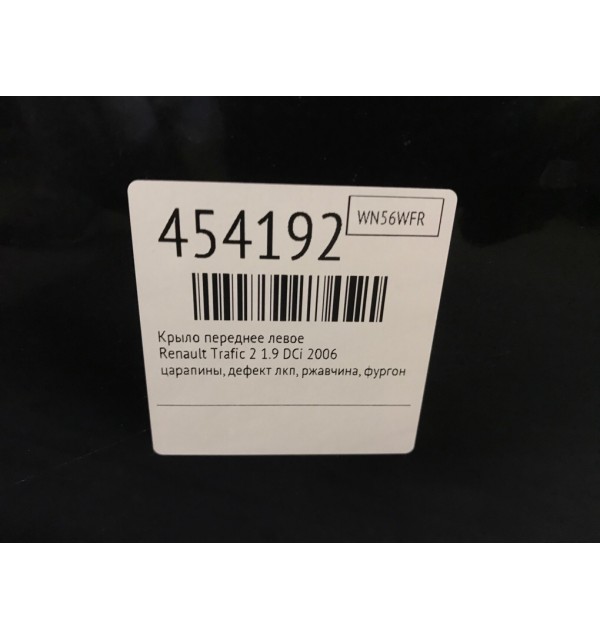 454192
WN56WFR
Крыло переднее левое
Renault Trafic 2 1.9 DCi 2006
царапины, дефект лкп, ржавчина, фургон